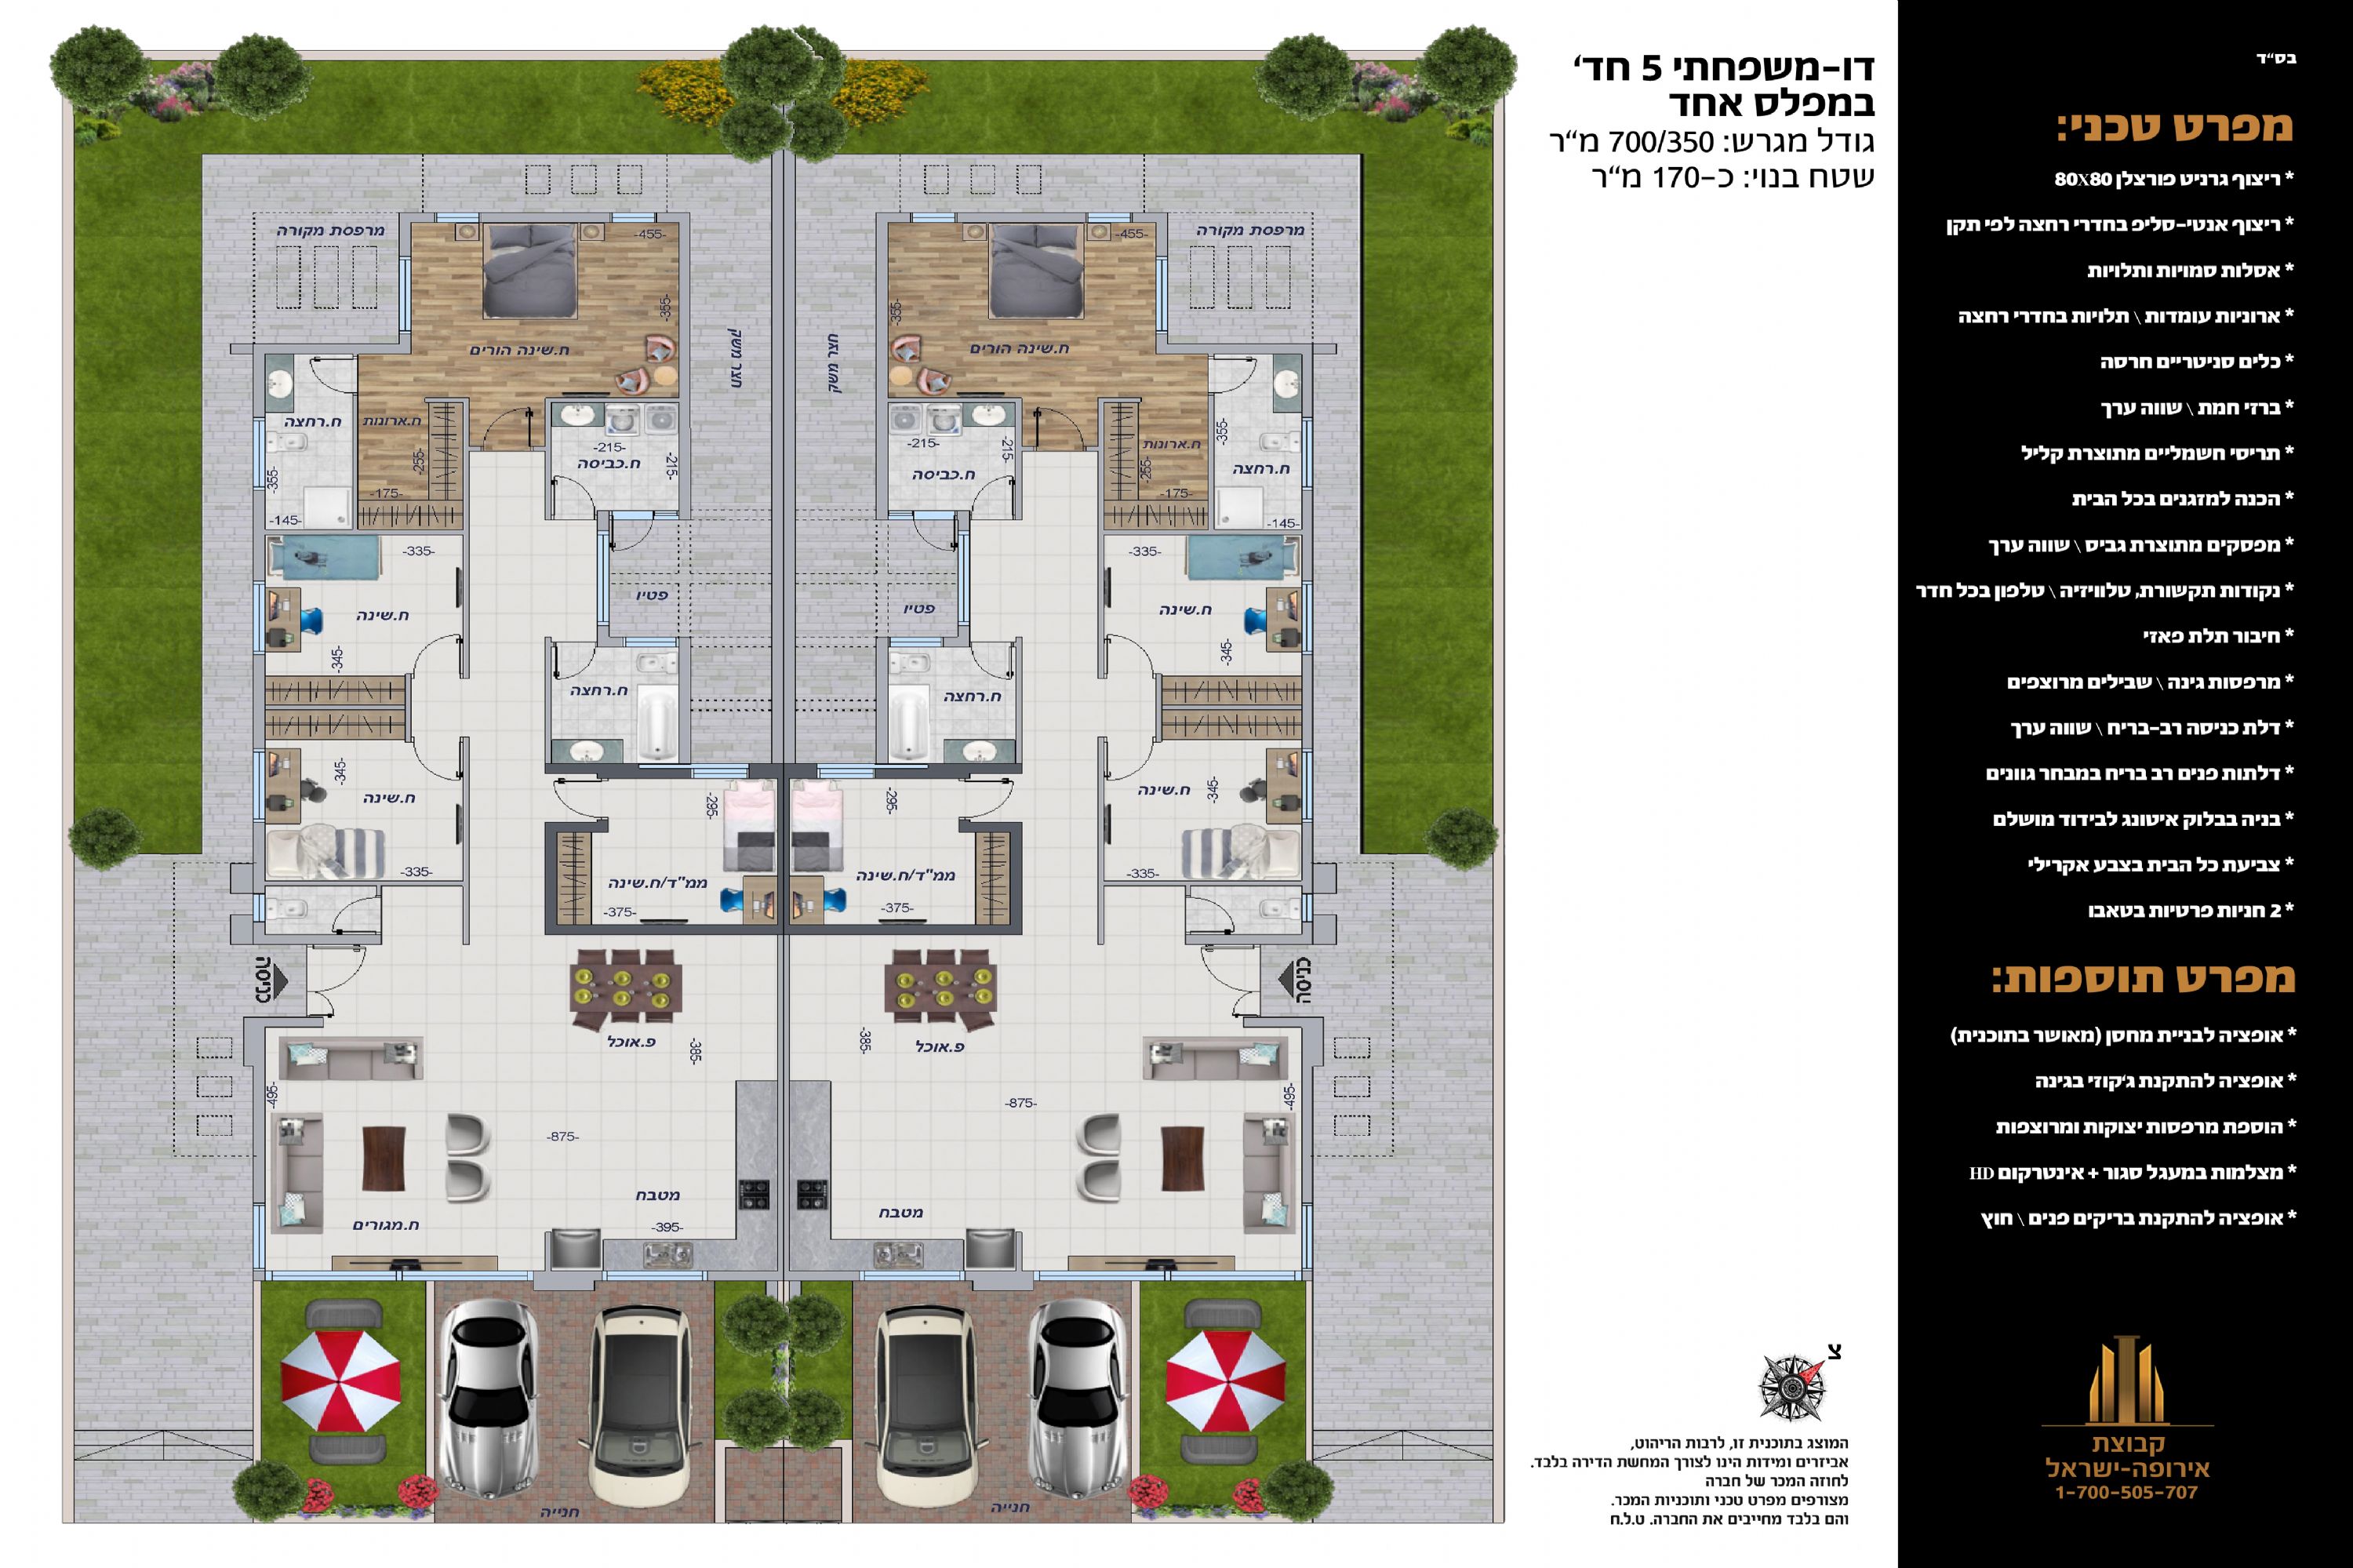 בס"ד
מפרט טכני:
* ריצוף גרניט פורצלן 80X80
* ריצוף אנטי-סליפ בחדרי רחצה לפי תקן
* אסלות סמויות ותלויות
* ארוניות עומדות \ תלויות בחדרי רחצה
* כלים סניטריים חרסה
* ברזי חמת \ שווה ערך
* תריסי חשמליים מתוצרת קליל
* הכנה למזגנים בכל הבית
* מפסקים מתוצרת גביס \ שווה ערך
* נקודות תקשורת, טלוויזיה \ טלפון בכל חדר
* חיבור תלת פאזי
* מרפסות גינה \ שבילים מרוצפים
* דלת כניסה רב-בריח \ שווה ערך
* דלתות פנים רב בריח במבחר גוונים
* בניה בבלוק איטונג לבידוד מושלם
* צביעת כל הבית בצבע אקרילי
* 2 חניות פרטיות בטאבו
מפרט תוספות:
* אופציה לבניית מחסן (מאושר בתוכנית)
* אופציה להתקנת ג'קוזי בגינה
* הוספת מרפסות יצוקות ומרוצפות
* מצלמות במעגל סגור + אינטרקום HD
* אופציה להתקנת בריקים פנים \ חוץ
קבוצת
אירופה-ישראל
1-700-505-707
דו-משפחתי 5 חד'
במפלס אחד
גודל מגרש: 700/350 מ"ר
שטח בנוי: כ-170 מ"ר
מרפסת מקורה
-455-
-355-
ח.שינה הורים
חצר משק
-215-
-215-
ח.כביסה
ח.ארונות
-255-
-175-
-355-
ח.רחצה
-145-
-335-
ח.שינה
-345-
פטיו
ח.רחצה
-345-
ח.שינה
-335-
-295-
ממ"ד/ח.שינה
-375-
כניסה
פ.אוכל
-385-
-495-
-875-
מטבח
חנייה
-455-
מרפסת מקורה
-355-
ח.שינה הורים
חצר משק
ח.רחצה
ח.ארונות
-215-
ח.כביסה
-215-
-255-
-355-
-175-
-145-
-335-
פטיו
ח.שינה
-345-
ח.רחצה
-345-
ח.שינה
-295-
-335-
ממ"ד/ח.שינה
-375-
כניסה
פ.אוכל
-385-
-495-
-875-
מטבח
-395-
ח.מגורים
חנייה
צ
המוצג בתוכנית זו, לרבות הריהוט,
אביזרים ומידות הינו לצורך המחשת הדירה בלבד.
לחוזה המכר של חברה
מצורפים מפרט טכני ותוכניות המכר.
והם בלבד מחייבים את החברה. ט.ל.ח